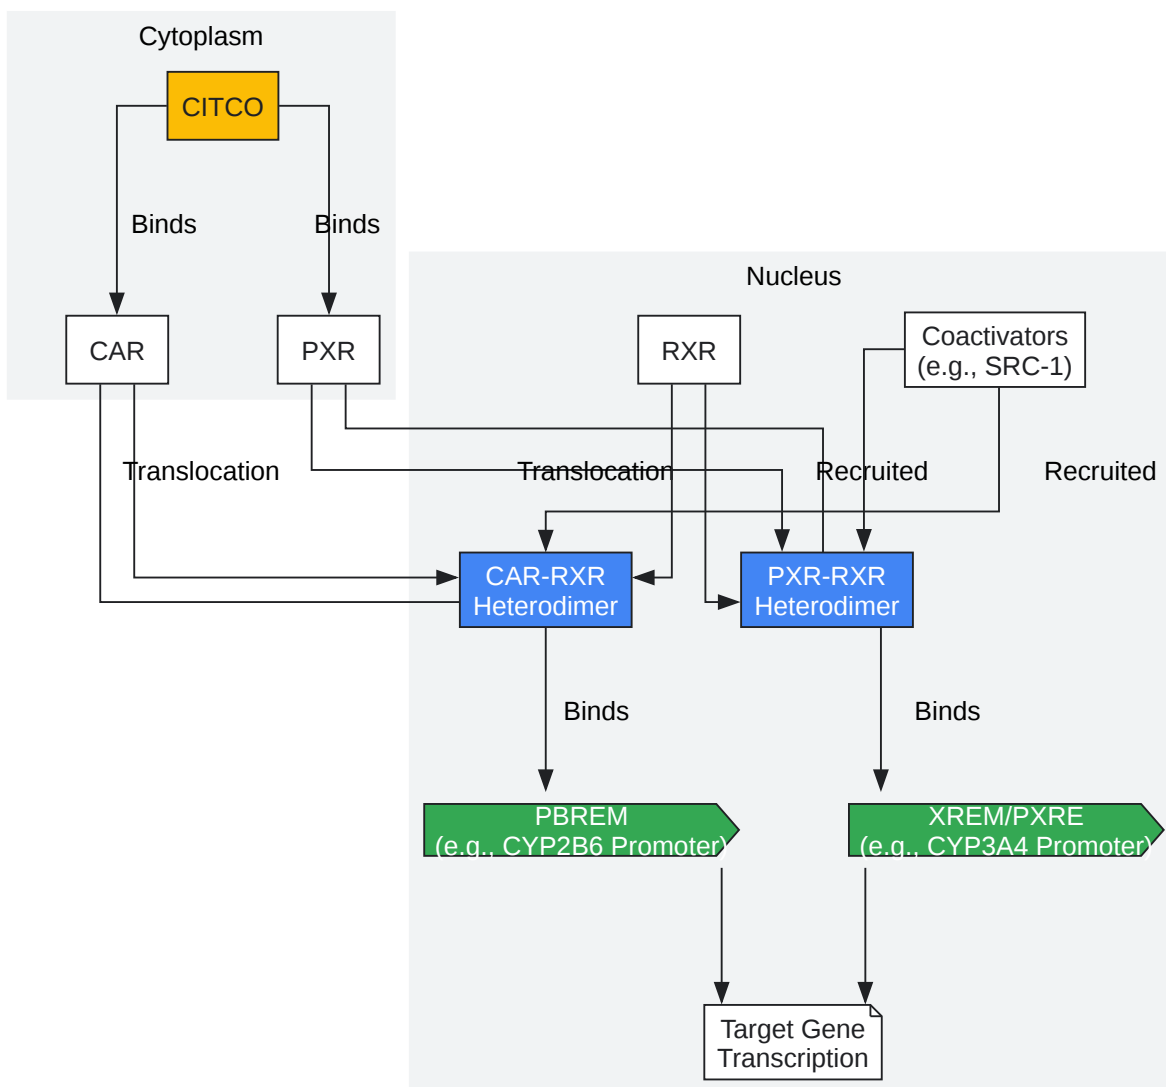 Cytoplasm
CITCO
Binds
Binds
Nucleus
CAR
PXR
RXR
Coactivators
(e.g., SRC-1)
Translocation
Translocation
Recruited
Recruited
CAR-RXR
Heterodimer
PXR-RXR
Heterodimer
Binds
Binds
PBREM
(e.g., CYP2B6 Promoter)
XREM/PXRE
(e.g., CYP3A4 Promoter)
Target Gene
Transcription